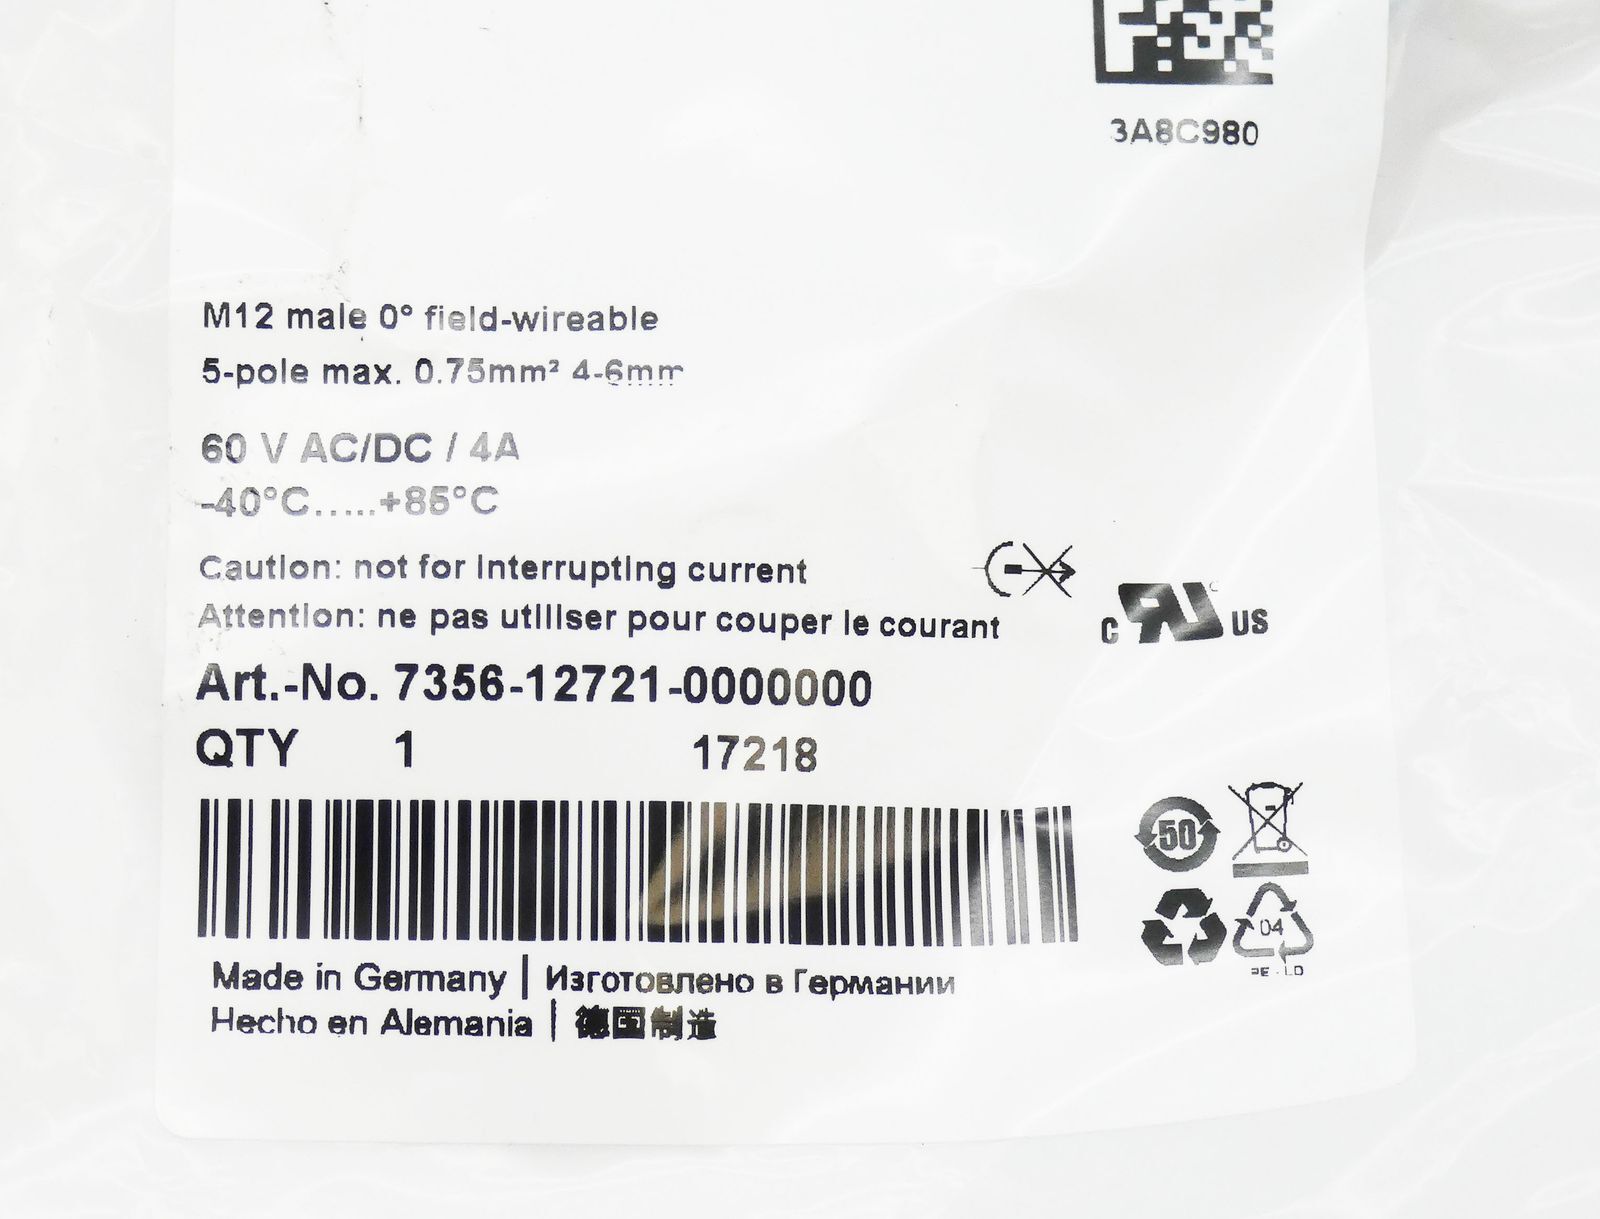 3A8C980
M12 male 0° field-wireable
5-pole max. 0.75mm² 4-6mm
60 V AC/DC / 4A
-40°C.....+85°C
Caution: not for interrupting current
Attention: ne pas utiliser pour couper le courant
c RU US
Art.-No. 7356-12721-0000000
QTY 1 17218
50
04
PE-LD
Made in Germany | Изготовлено в Германии
Hecho en Alemania | 德国制造